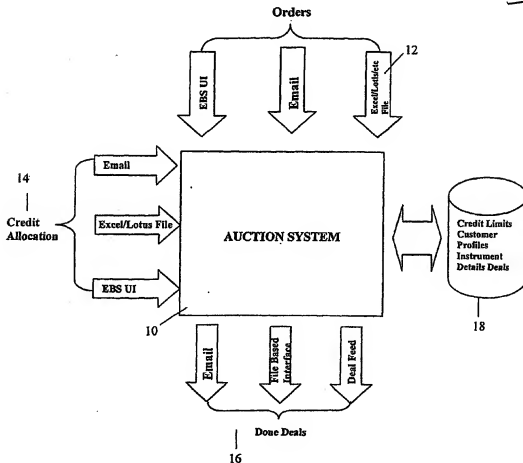 Orders
12
EBS UI
Email
Excel/Lotus/etc
File
14
Credit
Allocation
Email
Excel/Lotus File
EBS UI
AUCTION SYSTEM
10
Credit Limits
Customer
Profiles
Instrument
Details Deals
18
Email
File Based
Interface
Deal Feed
Done Deals
16